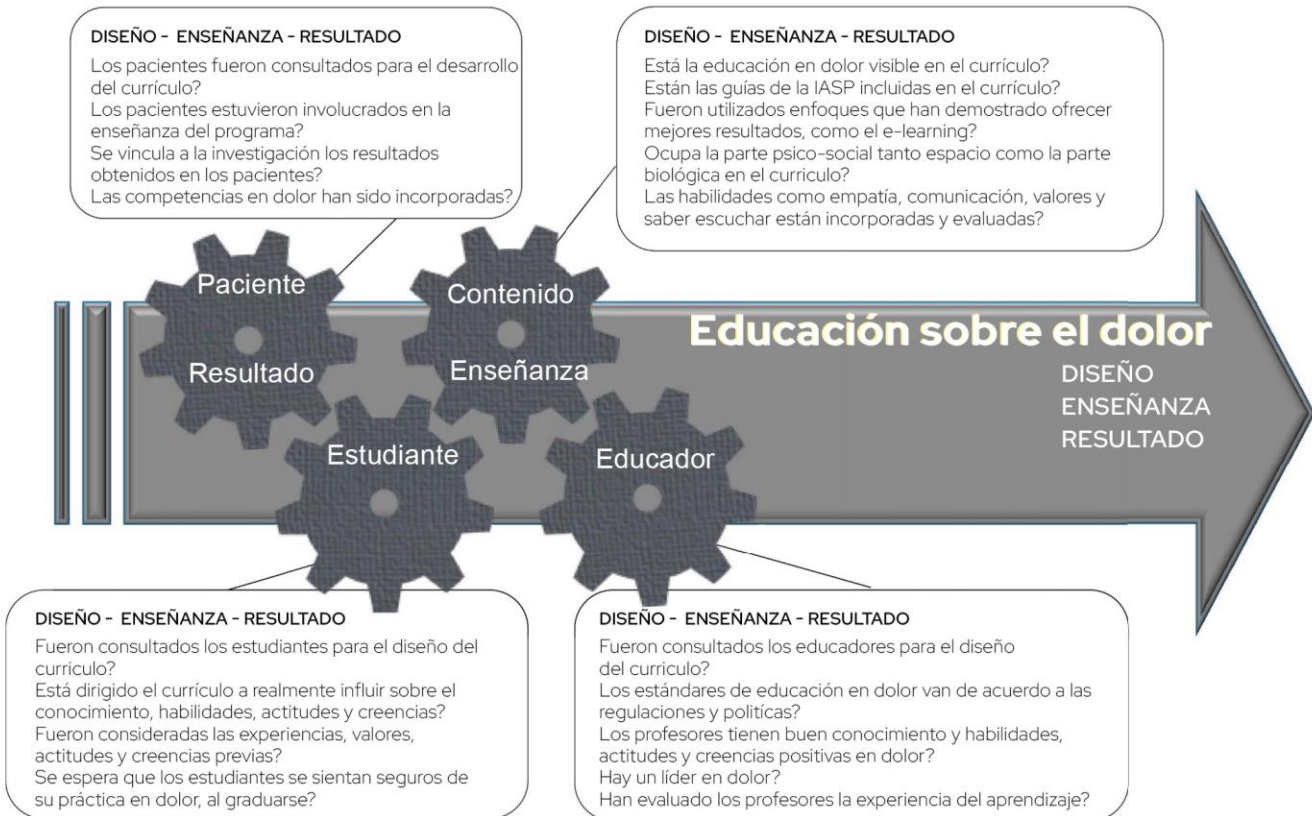 DISEÑO - ENSEÑANZA - RESULTADO
Los pacientes fueron consultados para el desarrollo
del currículo?
Los pacientes estuvieron involucrados en la
enseñanza del programa?
Se vincula a la investigación los resultados
obtenidos en los pacientes?
Las competencias en dolor han sido incorporadas?
DISEÑO - ENSEÑANZA - RESULTADO
Está la educación en dolor visible en el currículo?
Están las guías de la IASP incluidas en el currículo?
Fueron utilizados enfoques que han demostrado ofrecer
mejores resultados, como el e-learning?
Ocupa la parte psico-social tanto espacio como la parte
biológica en el curriculo?
Las habilidades como empatía, comunicación, valores y
saber escuchar están incorporadas y evaluadas?
Paciente
Resultado
Contenido
Enseñanza
Estudiante
Educador
Educación sobre el dolor
DISEÑO
ENSEÑANZA
RESULTADO
DISEÑO - ENSEÑANZA - RESULTADO
Fueron consultados los estudiantes para el diseño del
curriculo?
Está dirigido el currículo a realmente influir sobre el
conocimiento, habilidades, actitudes y creencias?
Fueron consideradas las experiencias, valores,
actitudes y creencias previas?
Se espera que los estudiantes se sientan seguros de
su práctica en dolor, al graduarse?
DISEÑO - ENSEÑANZA - RESULTADO
Fueron consultados los educadores para el diseño
del curriculo?
Los estándares de educación en dolor van de acuerdo a las
regulaciones y politícas?
Los profesores tienen buen conocimiento y habilidades,
actitudes y creencias positivas en dolor?
Hay un líder en dolor?
Han evaluado los profesores la experiencia del aprendizaje?